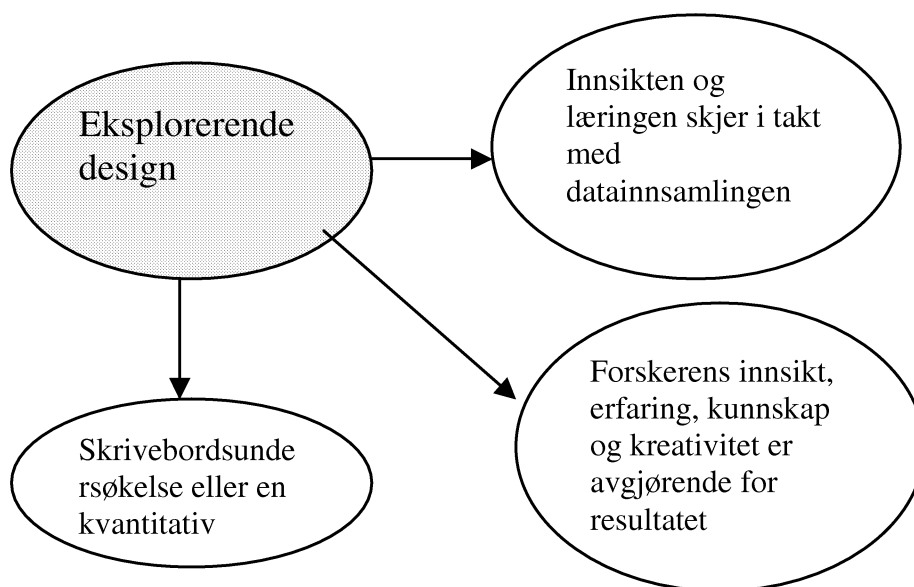 Eksplorerende
design
Innsikten og
læringen skjer i takt
med
datainnsamlingen
Skrivebordsunde
rsøkelse eller en
kvantitativ
Forskerens innsikt,
erfaring, kunnskap
og kreativitet er
avgjørende for
resultatet